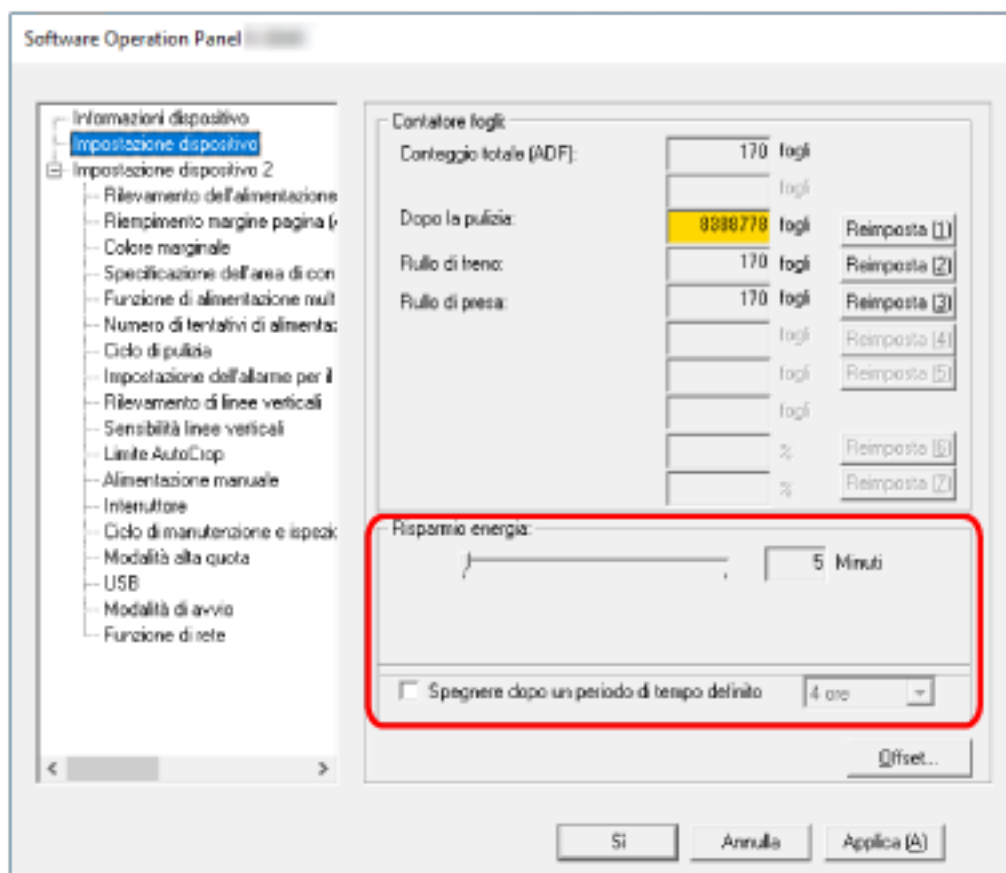 Software Operation Panel
Informazioni dispositivo
Impostazione dispositivo
Impostazione dispositivo 2
Rilevamento dell'alimentazione
Riempimento margine pagina (
Colore marginale
Specificazione dell'area di con
Funzione di alimentazione mult
Numero di tentativi di alimentaz
Ciclo di pulizia
Impostazione dell'allarme per il
Rilevamento di linee verticali
Sensibilità linee verticali
Limite AutoCrop
Alimentazione manuale
Interruttore
Ciclo di manutenzione e ispezio
Modalità alta quota
USB
Modalità di avvio
Funzione di rete
Contatore fogli:
Conteggio totale (ADF): 170 fogli
fogli
Dopo la pulizia: 8388778 fogli Reimposta (1)
Rullo di freno: 170 fogli Reimposta (2)
Rullo di presa: 170 fogli Reimposta (3)
fogli Reimposta (4)
fogli Reimposta (5)
fogli
% Reimposta (6)
% Reimposta (7)
Risparmio energia:
5 Minuti
Spegnere dopo un periodo di tempo definito 4 ore
Offset...
Sì Annulla Applica (A)